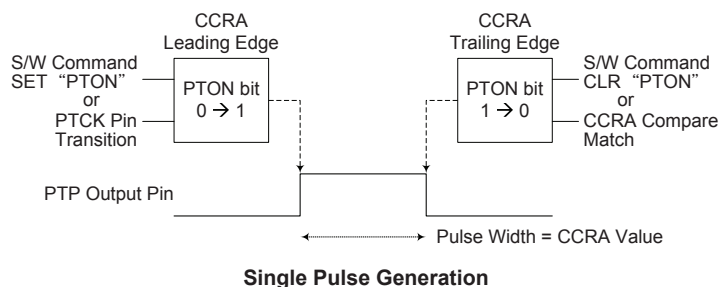 CCRA
Leading Edge
S/W Command
SET “PTON”
or
PTCK Pin
Transition
PTON bit
0 → 1
CCRA
Trailing Edge
PTON bit
1 → 0
S/W Command
CLR “PTON”
or
CCRA Compare
Match
PTP Output Pin
Pulse Width = CCRA Value
Single Pulse Generation